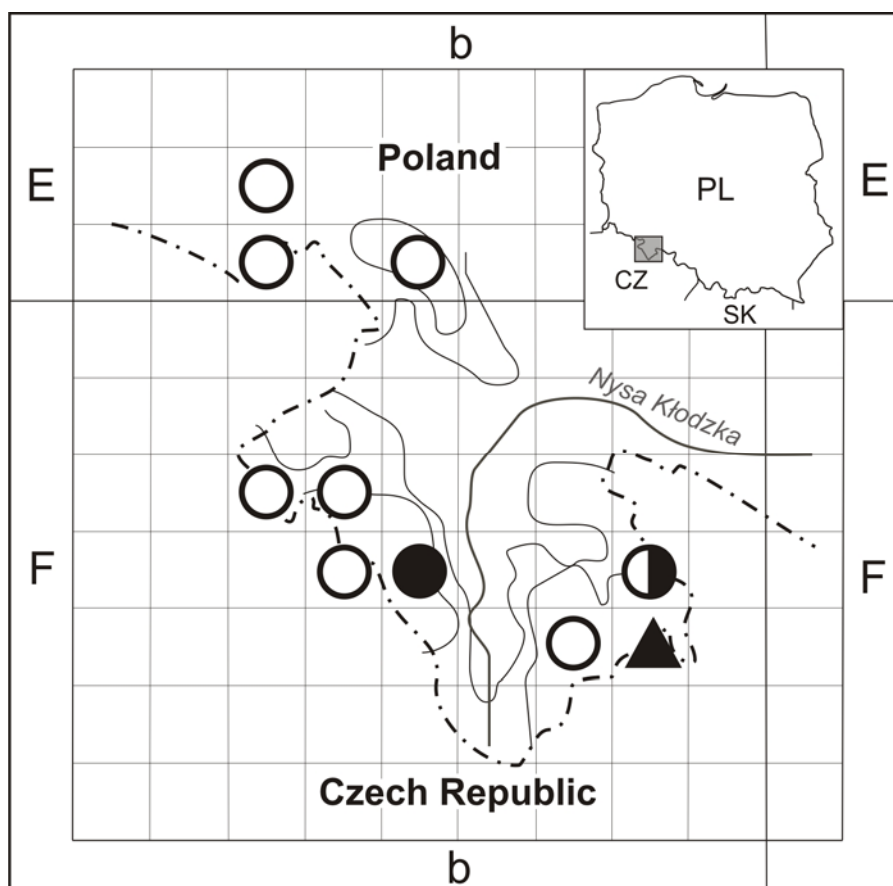 b
E
Poland
E
PL
CZ
SK
Nysa Kłodzka
F
F
Czech Republic
b